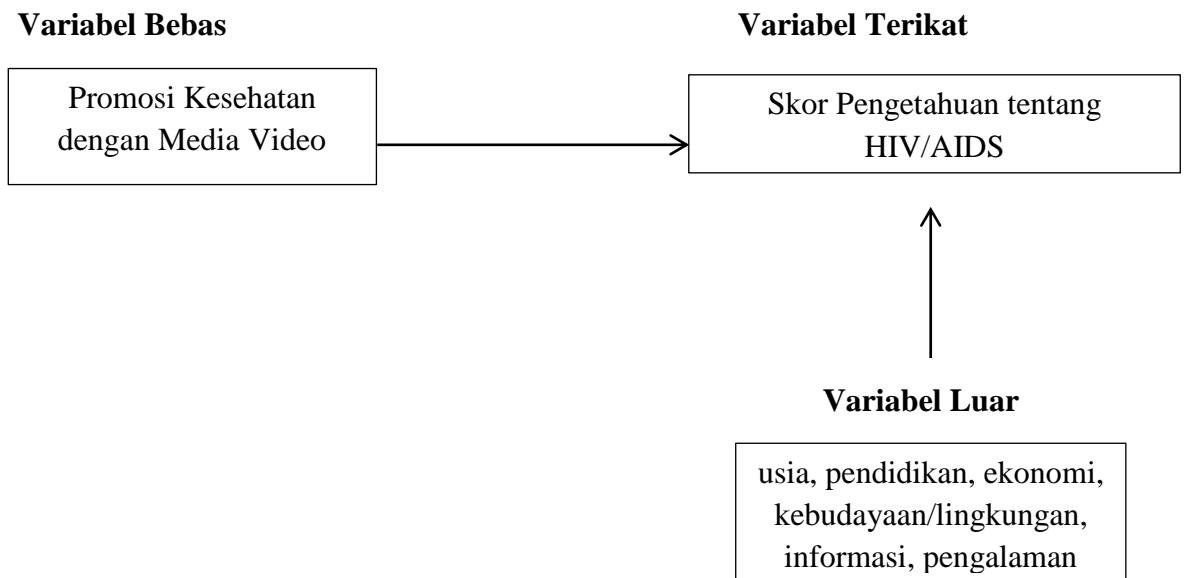 Variabel Bebas
Variabel Terikat
Promosi Kesehatan
dengan Media Video
Skor Pengetahuan tentang
HIV/AIDS
Variabel Luar
usia, pendidikan, ekonomi,
kebudayaan/lingkungan,
informasi, pengalaman